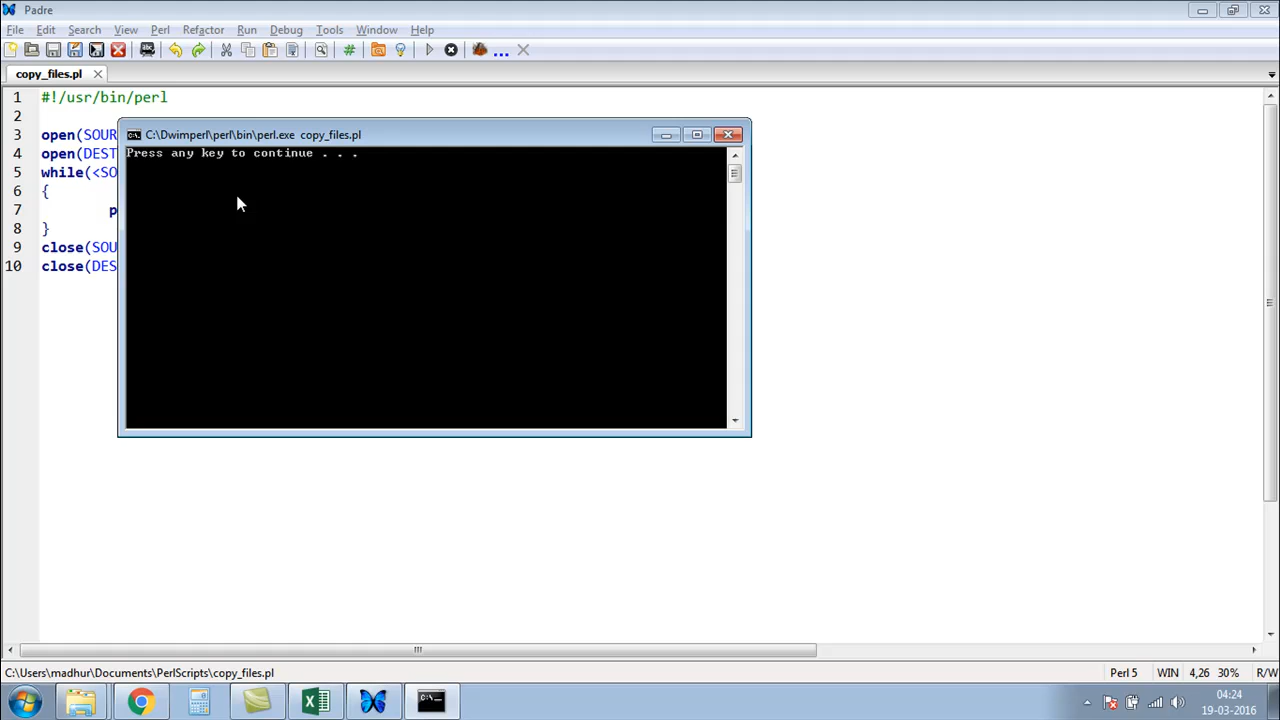 Padre
File Edit Search View Perl Refactor Run Debug Tools Window Help
copy_files.pl
1 #!/usr/bin/perl
2
3 open(SOUR
4 open(DEST
5 while(<SO
6 {
7 p
8 }
9 close(SOU
10 close(DES
C:\Dwimperl\perl\bin\perl.exe copy_files.pl
Press any key to continue . . .
C:\Users\madhur\Documents\PerlScripts\copy_files.pl Perl 5 WIN 4,26 30% R/W
04:24
19-03-2016